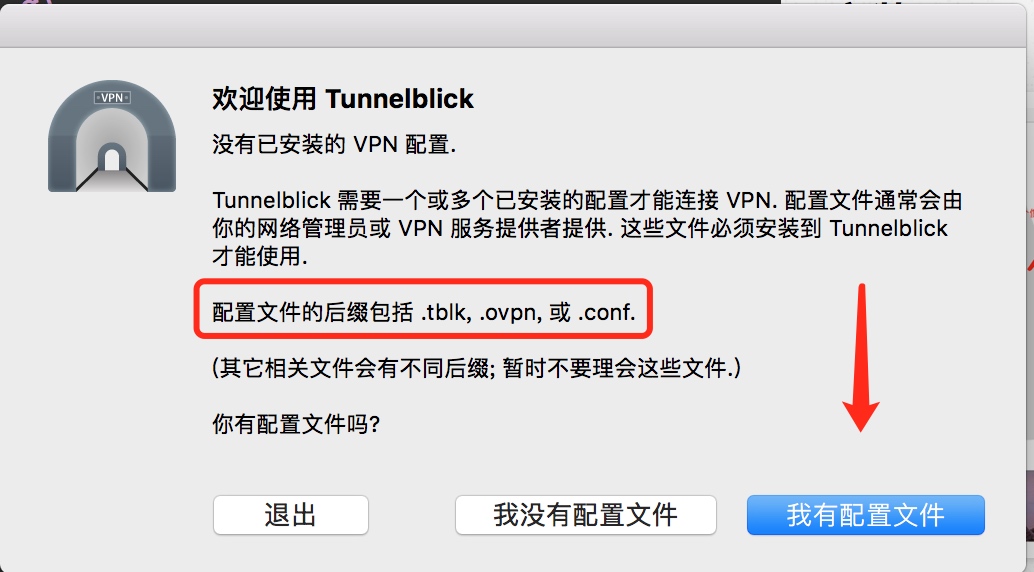 VPN
欢迎使用 Tunnelblick
没有已安装的 VPN 配置.
Tunnelblick 需要一个或多个已安装的配置才能连接 VPN. 配置文件通常会由
你的网络管理员或 VPN 服务提供者提供. 这些文件必须安装到 Tunnelblick
才能使用.
配置文件的后缀包括 .tblk, .ovpn, 或 .conf.
(其它相关文件会有不同后缀; 暂时不要理会这些文件.)
你有配置文件吗?
退出
我没有配置文件
我有配置文件